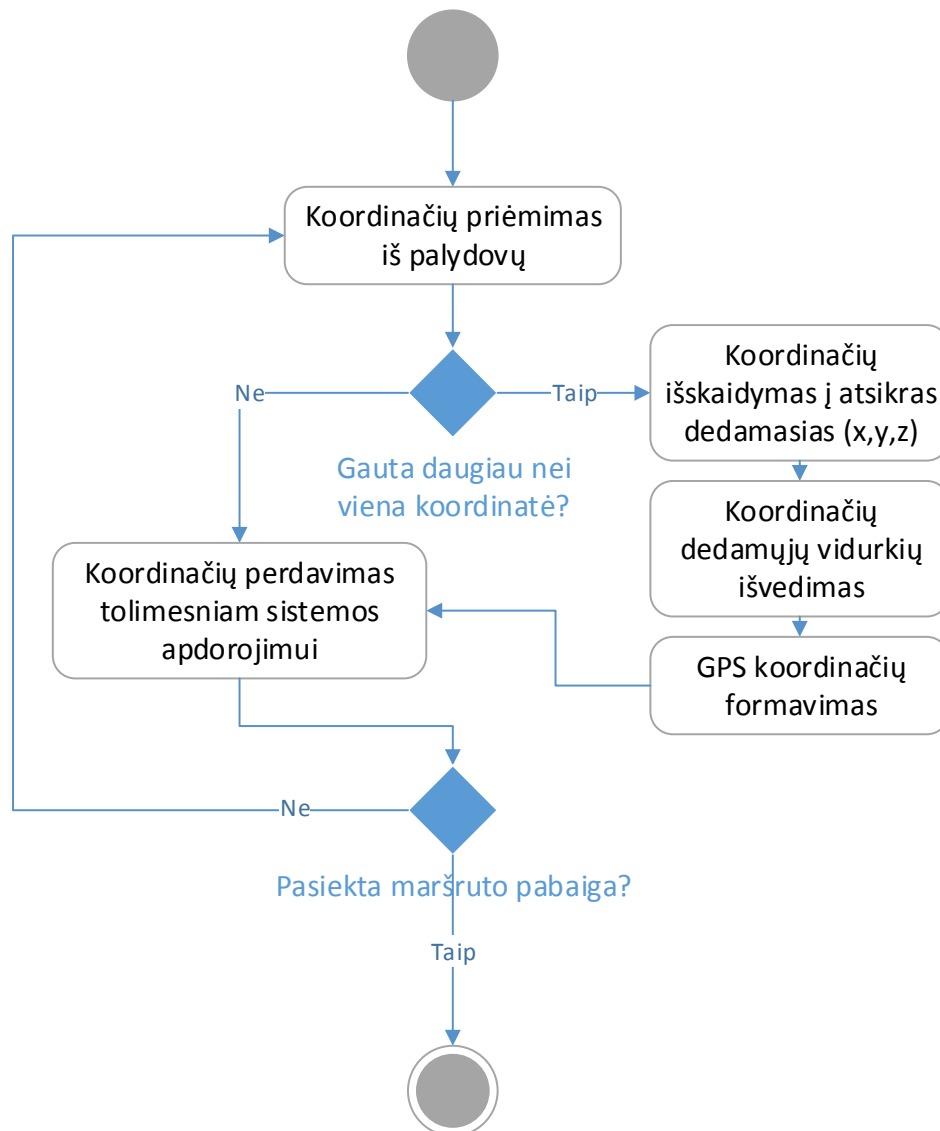 Koordinačių priėmimas
iš palydovų
Ne
Taip
Koordinačių
išskaidymas į atsikras
dedamasias (x,y,z)
Gauta daugiau nei
viena koordinatė?
Koordinačių
dedamųjų vidurkių
išvedimas
Koordinačių perdavimas
tolimesniam sistemos
apdorojimui
GPS koordinačių
formavimas
Ne
Pasiekta maršruto pabaiga?
Taip